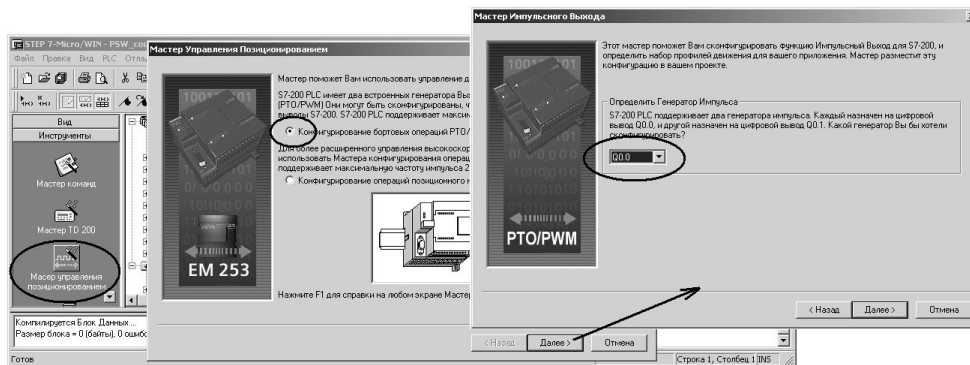 STEP 7-Micro/WIN - PSW_cou
Файл Правка Вид PLC Отла
Вид
Инструменты
Мастер команд
Мастер TD 200
Масер управления
позиционированием
Компилируется Блок Данных ...
Размер блока = 0 (байты), 0 ошибо
Готов
Строка 1, Столбец 1 INS
Мастер Управления Позиционированием
EM 253
Мастер поможет Вам использовать управление д
S7-200 PLC имеет два встроенных генератора Вы
(PTO/PWM) Они могут быть сконфигурированы, ч
выводы S7-200. S7-200 PLC поддерживает максим
Конфигурирование бортовых операций PTO/
Для более расширенного управления высокоскор
использовать Мастера конфигурирования операц
поддерживает максимальную частоту импульса 2
Конфигурирование операций позиционного м
Нажмите F1 для справки на любом экране Мастер
< Назад Далее > Отмена
Мастер Импульсного Выхода
PTO/PWM
Этот мастер поможет Вам сконфигурировать функцию Импульсный Выход для S7-200, и
определить набор профилей движения для вашего приложения. Мастер разместит эту
конфигурацию в вашем проекте.
Определить Генератор Импульса
S7-200 PLC поддерживает два генератора импульса. Каждый назначен на цифровой
вывод Q0.0, и другой назначен на цифровой вывод Q0.1. Какой генератор Вы бы хотели
сконфигурировать?
Q0.0
< Назад Далее > Отмена